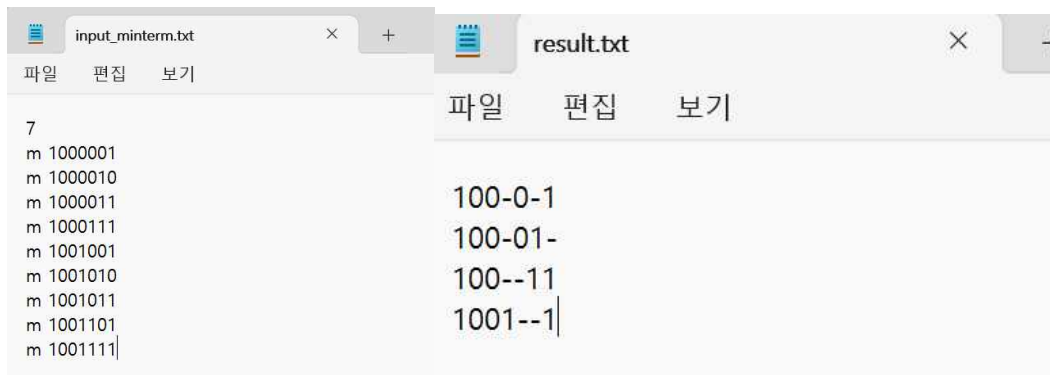 input_minterm.txt × +
파일 편집 보기
7
m 1000001
m 1000010
m 1000011
m 1000111
m 1001001
m 1001010
m 1001011
m 1001101
m 1001111
result.txt ×
파일 편집 보기
100-0-1
100-01-
100--11
1001--1